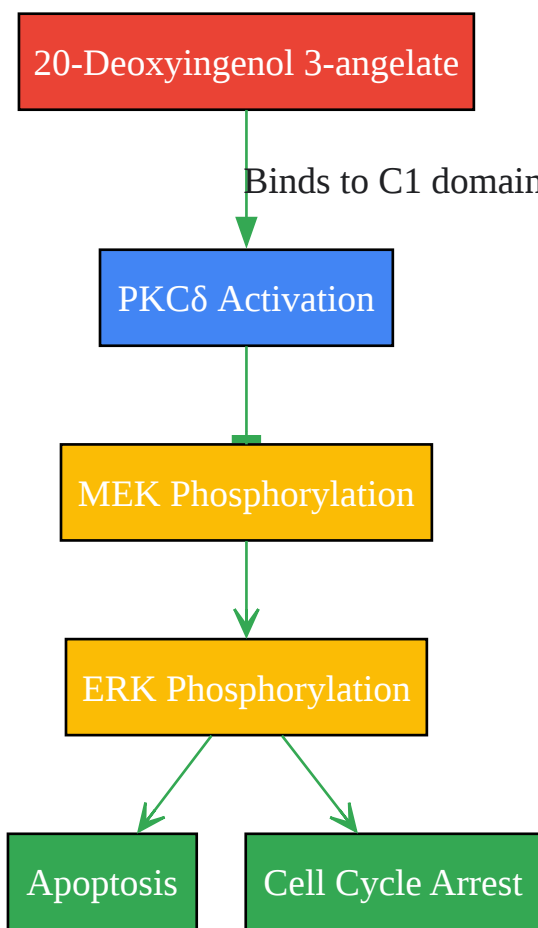 20-Deoxyingenol 3-angelate
Binds to C1 domain
PKCδ Activation
MEK Phosphorylation
ERK Phosphorylation
Apoptosis
Cell Cycle Arrest